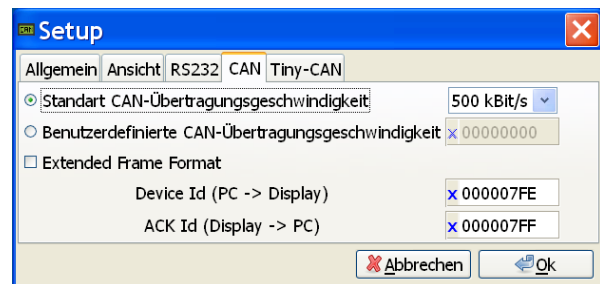 Setup
Allgemein Ansicht RS232 CAN Tiny-CAN
Standart CAN-Übertragungsgeschwindigkeit 500 kBit/s
Benutzerdefinierte CAN-Übertragungsgeschwindigkeit x 00000000
Extended Frame Format
Device Id (PC -> Display) x 000007FE
ACK Id (Display -> PC) x 000007FF
Abbrechen Ok